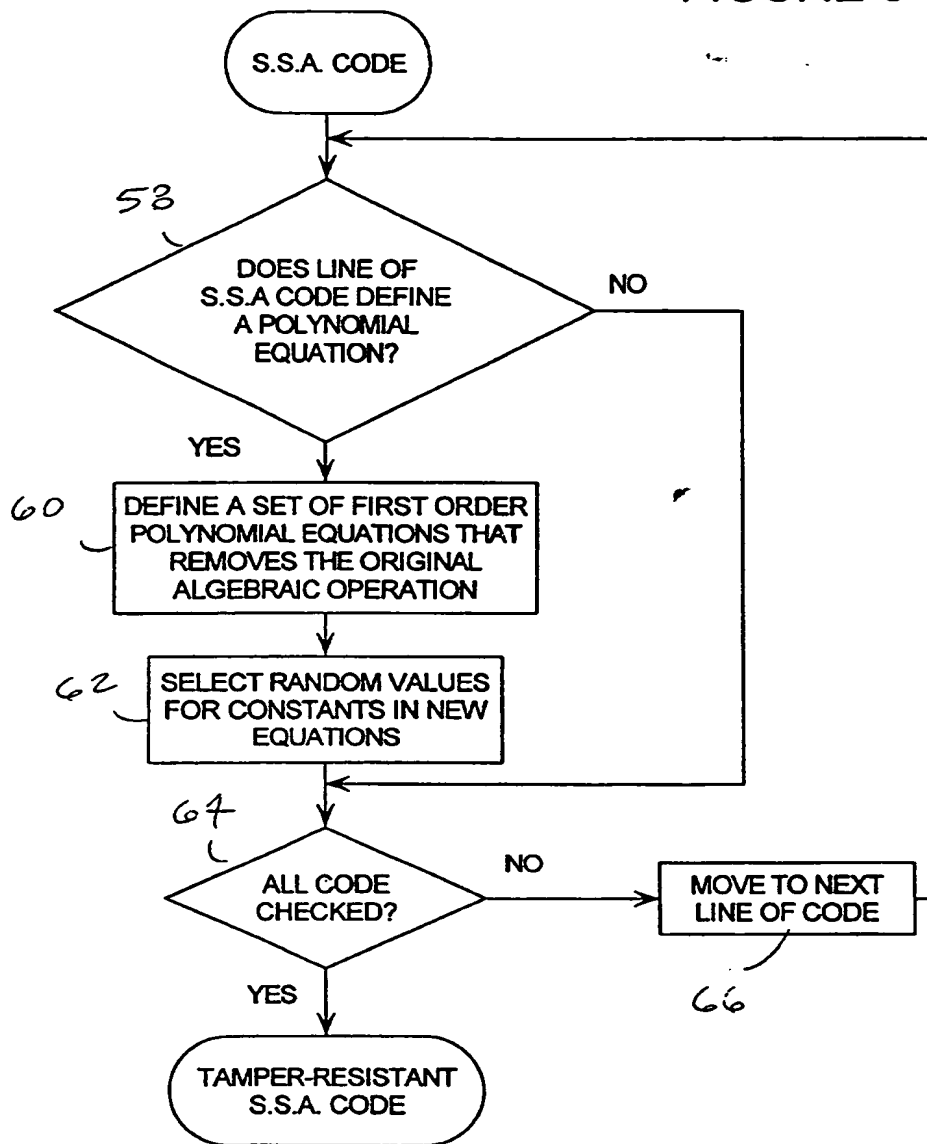 S.S.A. CODE
58
DOES LINE OF
S.S.A CODE DEFINE
A POLYNOMIAL
EQUATION?
NO
YES
60
DEFINE A SET OF FIRST ORDER
POLYNOMIAL EQUATIONS THAT
REMOVES THE ORIGINAL
ALGEBRAIC OPERATION
62
SELECT RANDOM VALUES
FOR CONSTANTS IN NEW
EQUATIONS
64
ALL CODE
CHECKED?
NO
MOVE TO NEXT
LINE OF CODE
66
YES
TAMPER-RESISTANT
S.S.A. CODE